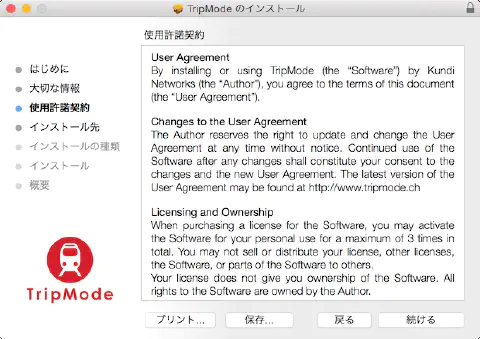 TripMode のインストール
使用許諾契約
はじめに
大切な情報
使用許諾契約
インストール先
インストールの種類
インストール
概要
TripMode
User Agreement
By installing or using TripMode (the “Software”) by Kundi
Networks (the “Author”), you agree to the terms of this document
(the “User Agreement”).
Changes to the User Agreement
The Author reserves the right to update and change the User
Agreement at any time without notice. Continued use of the
Software after any changes shall constitute your consent to the
changes and the new User Agreement. The latest version of the
User Agreement may be found at http://www.tripmode.ch
Licensing and Ownership
When purchasing a license for the Software, you may activate
the Software for your personal use for a maximum of 3 times in
total. You may not sell or distribute your license, other licenses,
the Software, or parts of the Software to others.
Your license does not give you ownership of the Software. All
rights to the Software are owned by the Author.
プリント...
保存...
戻る
続ける